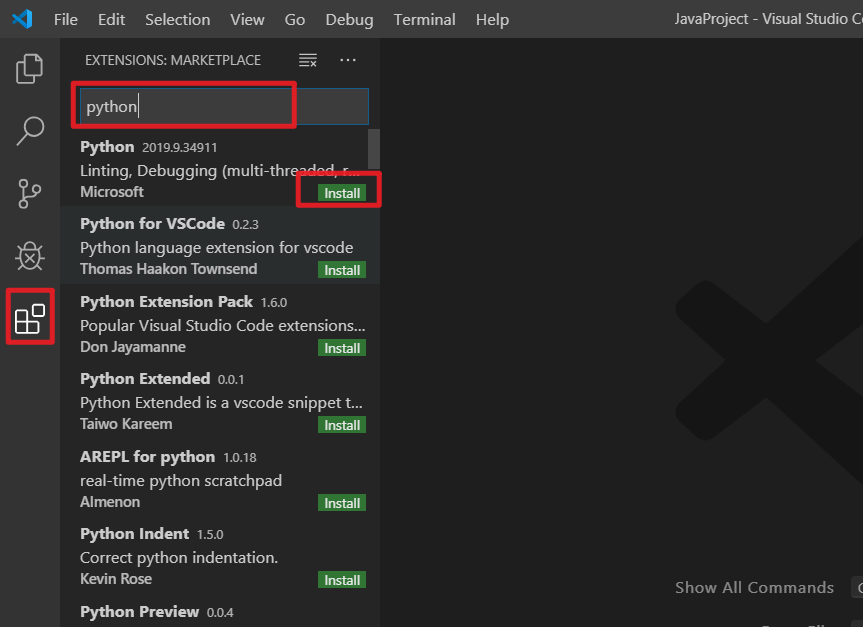 File Edit Selection View Go Debug Terminal Help JavaProject - Visual Studio
EXTENSIONS: MARKETPLACE
python
Python 2019.9.34911
Linting, Debugging (multi-threaded, r...
Microsoft Install
Python for VSCode 0.2.3
Python language extension for vscode
Thomas Haakon Townsend Install
Python Extension Pack 1.6.0
Popular Visual Studio Code extensions...
Don Jayamanne Install
Python Extended 0.0.1
Python Extended is a vscode snippet t...
Taiwo Kareem Install
AREPL for python 1.0.18
real-time python scratchpad
Almenon Install
Python Indent 1.5.0
Correct python indentation.
Kevin Rose Install
Show All Commands
Python Preview 0.0.4